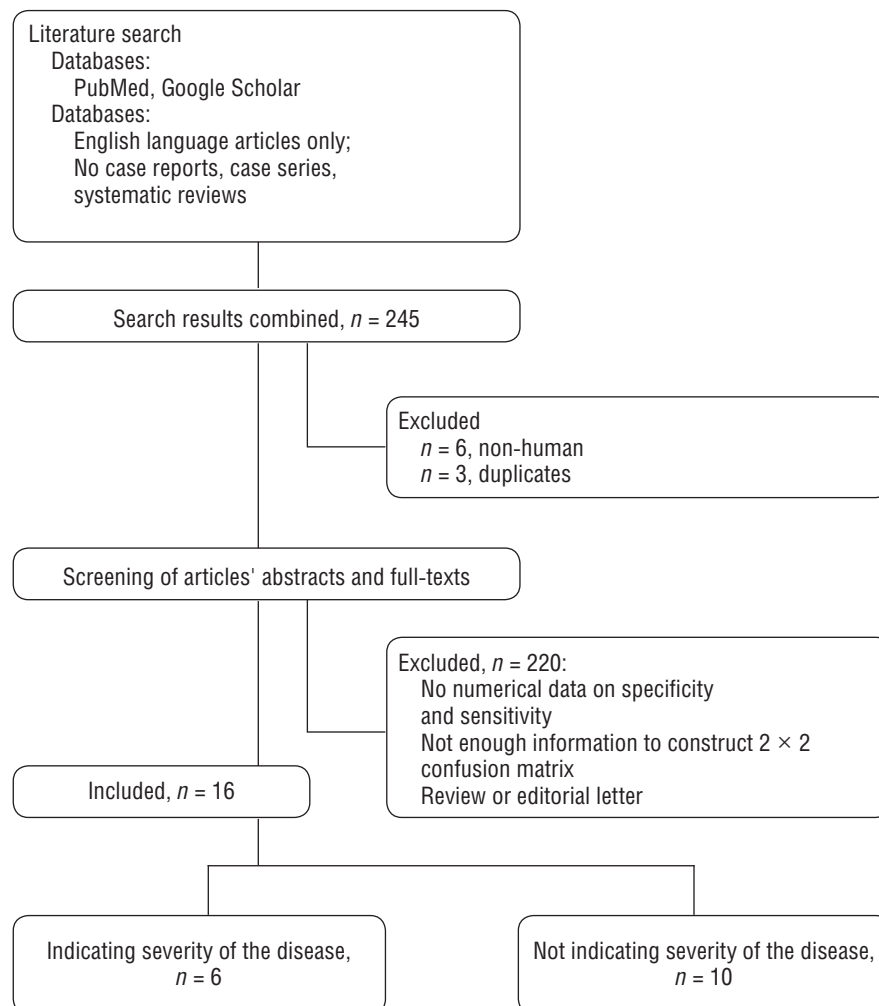 Literature search
Databases:
PubMed, Google Scholar
Databases:
English language articles only;
No case reports, case series,
systematic reviews
Search results combined, n = 245
Excluded
n = 6, non-human
n = 3, duplicates
Screening of articles' abstracts and full-texts
Excluded, n = 220:
No numerical data on specificity
and sensitivity
Not enough information to construct 2 × 2
confusion matrix
Review or editorial letter
Included, n = 16
Indicating severity of the disease,
n = 6
Not indicating severity of the disease,
n = 10